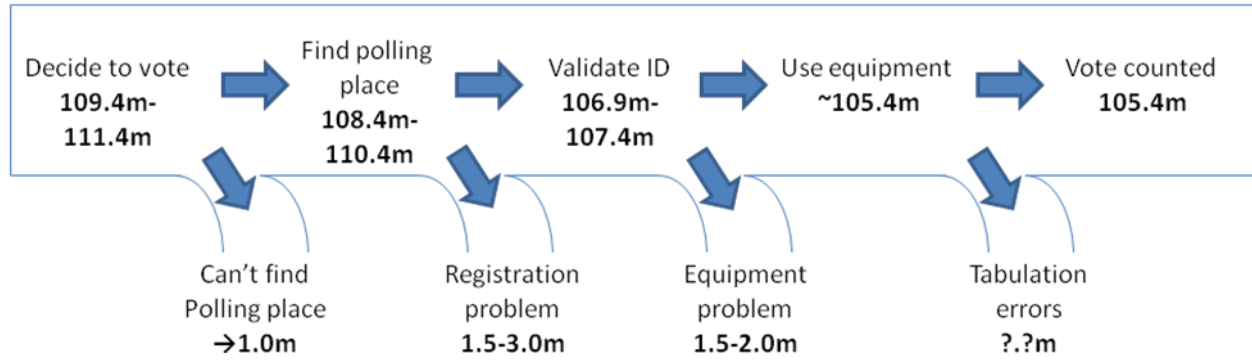 Decide to vote
109.4m-
111.4m
Find polling
place
108.4m-
110.4m
Validate ID
106.9m-
107.4m
Use equipment
~105.4m
Vote counted
105.4m
Can't find
Polling place
→1.0m
Registration
problem
1.5-3.0m
Equipment
problem
1.5-2.0m
Tabulation
errors
?.?m